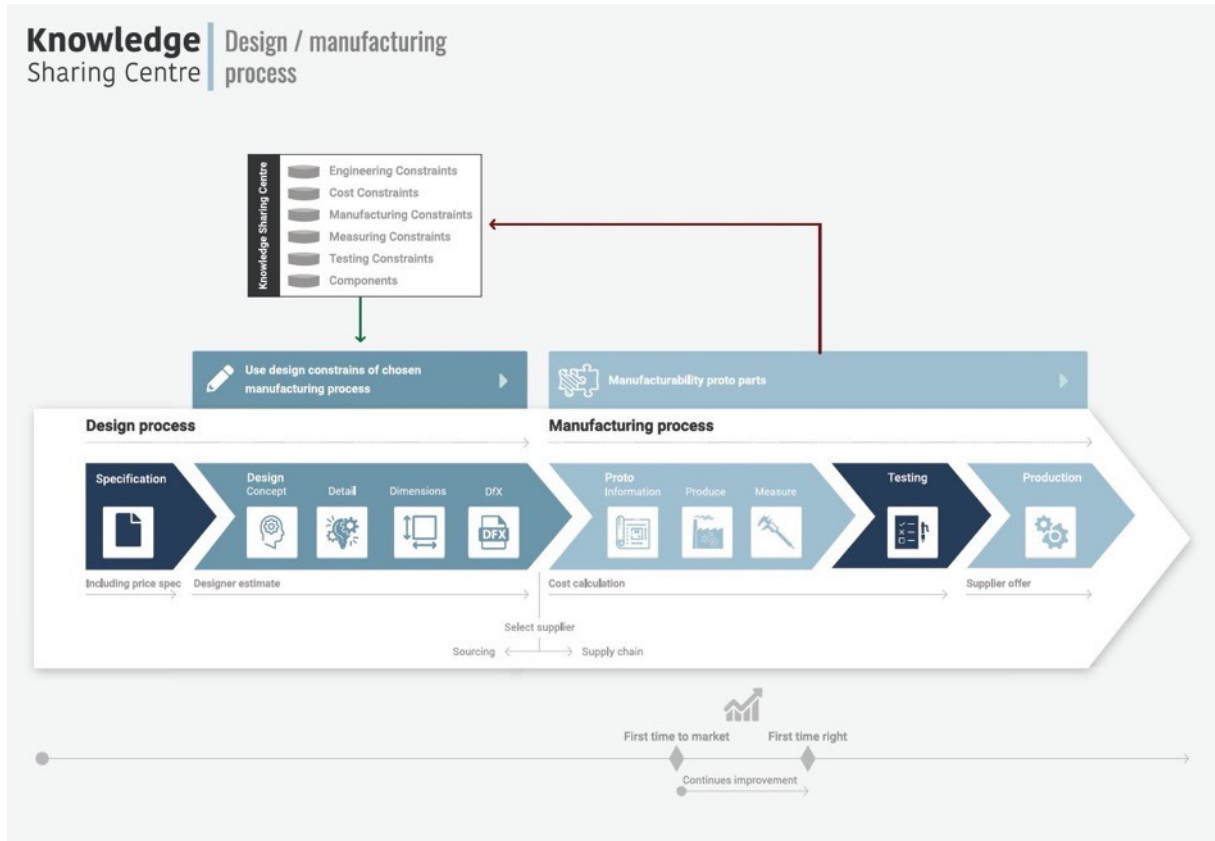 Knowledge
Sharing Centre
Design / manufacturing
process
Knowledge Sharing Centre
Engineering Constraints
Cost Constraints
Manufacturing Constraints
Measuring Constraints
Testing Constraints
Components
Use design constrains of chosen
manufacturing process
Manufacturability proto parts
Design process
Manufacturing process
Specification
Design
Concept
Detail
Dimensions
DfX
DFX
Proto
Information
Produce
Measure
Testing
Production
Including price spec
Designer estimate
Cost calculation
Supplier offer
Select supplier
Sourcing
Supply chain
First time to market
First time right
Continues improvement